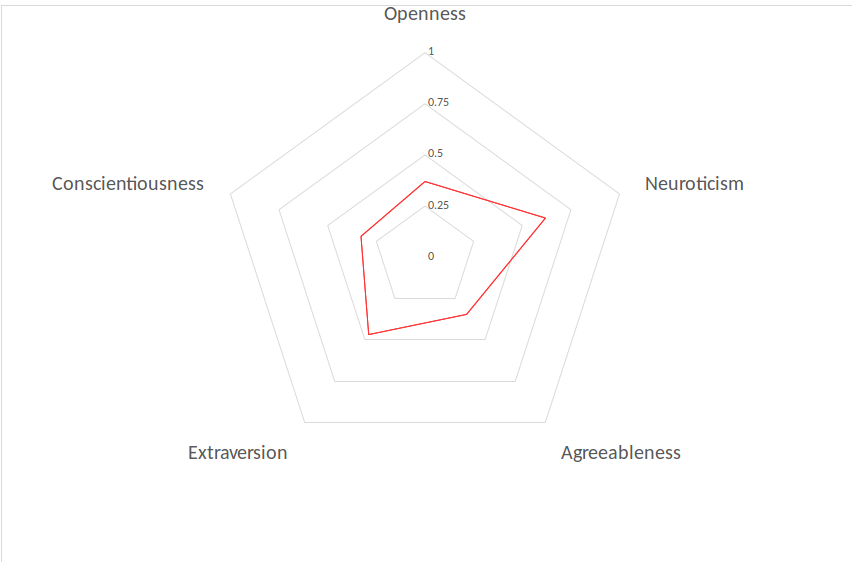 Openness
1
0.75
0.5
0.25
0
Conscientiousness
Neuroticism
Extraversion
Agreeableness